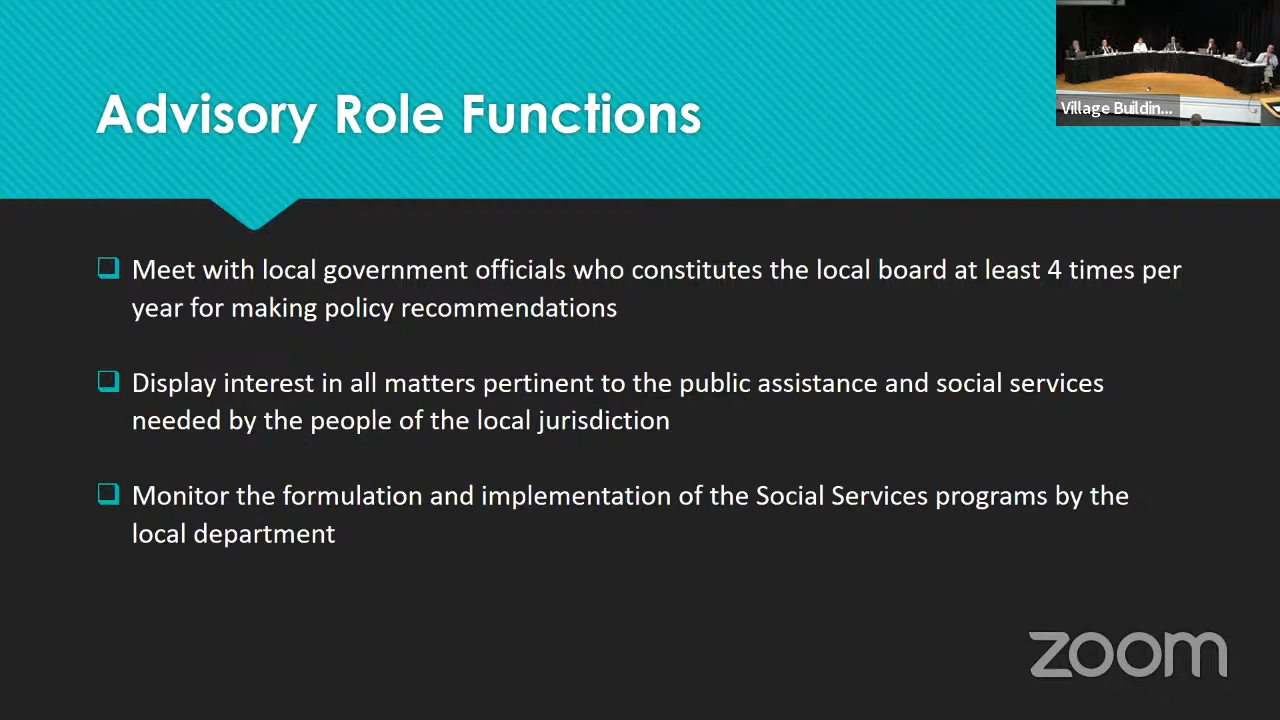 Advisory Role Functions
Village Buildin...
Meet with local government officials who constitutes the local board at least 4 times per
year for making policy recommendations
Display interest in all matters pertinent to the public assistance and social services
needed by the people of the local jurisdiction
Monitor the formulation and implementation of the Social Services programs by the
local department
zoom